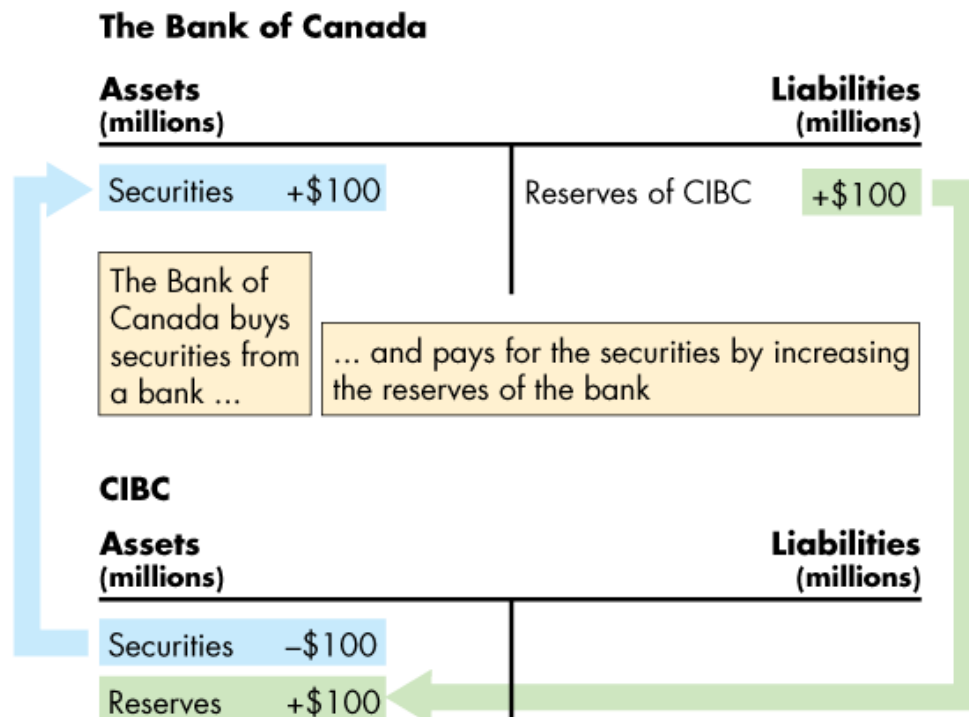 The Bank of Canada
Assets Liabilities
(millions) (millions)
Securities +$100 Reserves of CIBC +$100
The Bank of
Canada buys
securities from
a bank ...
... and pays for the securities by increasing
the reserves of the bank
CIBC
Assets Liabilities
(millions) (millions)
Securities –$100
Reserves +$100